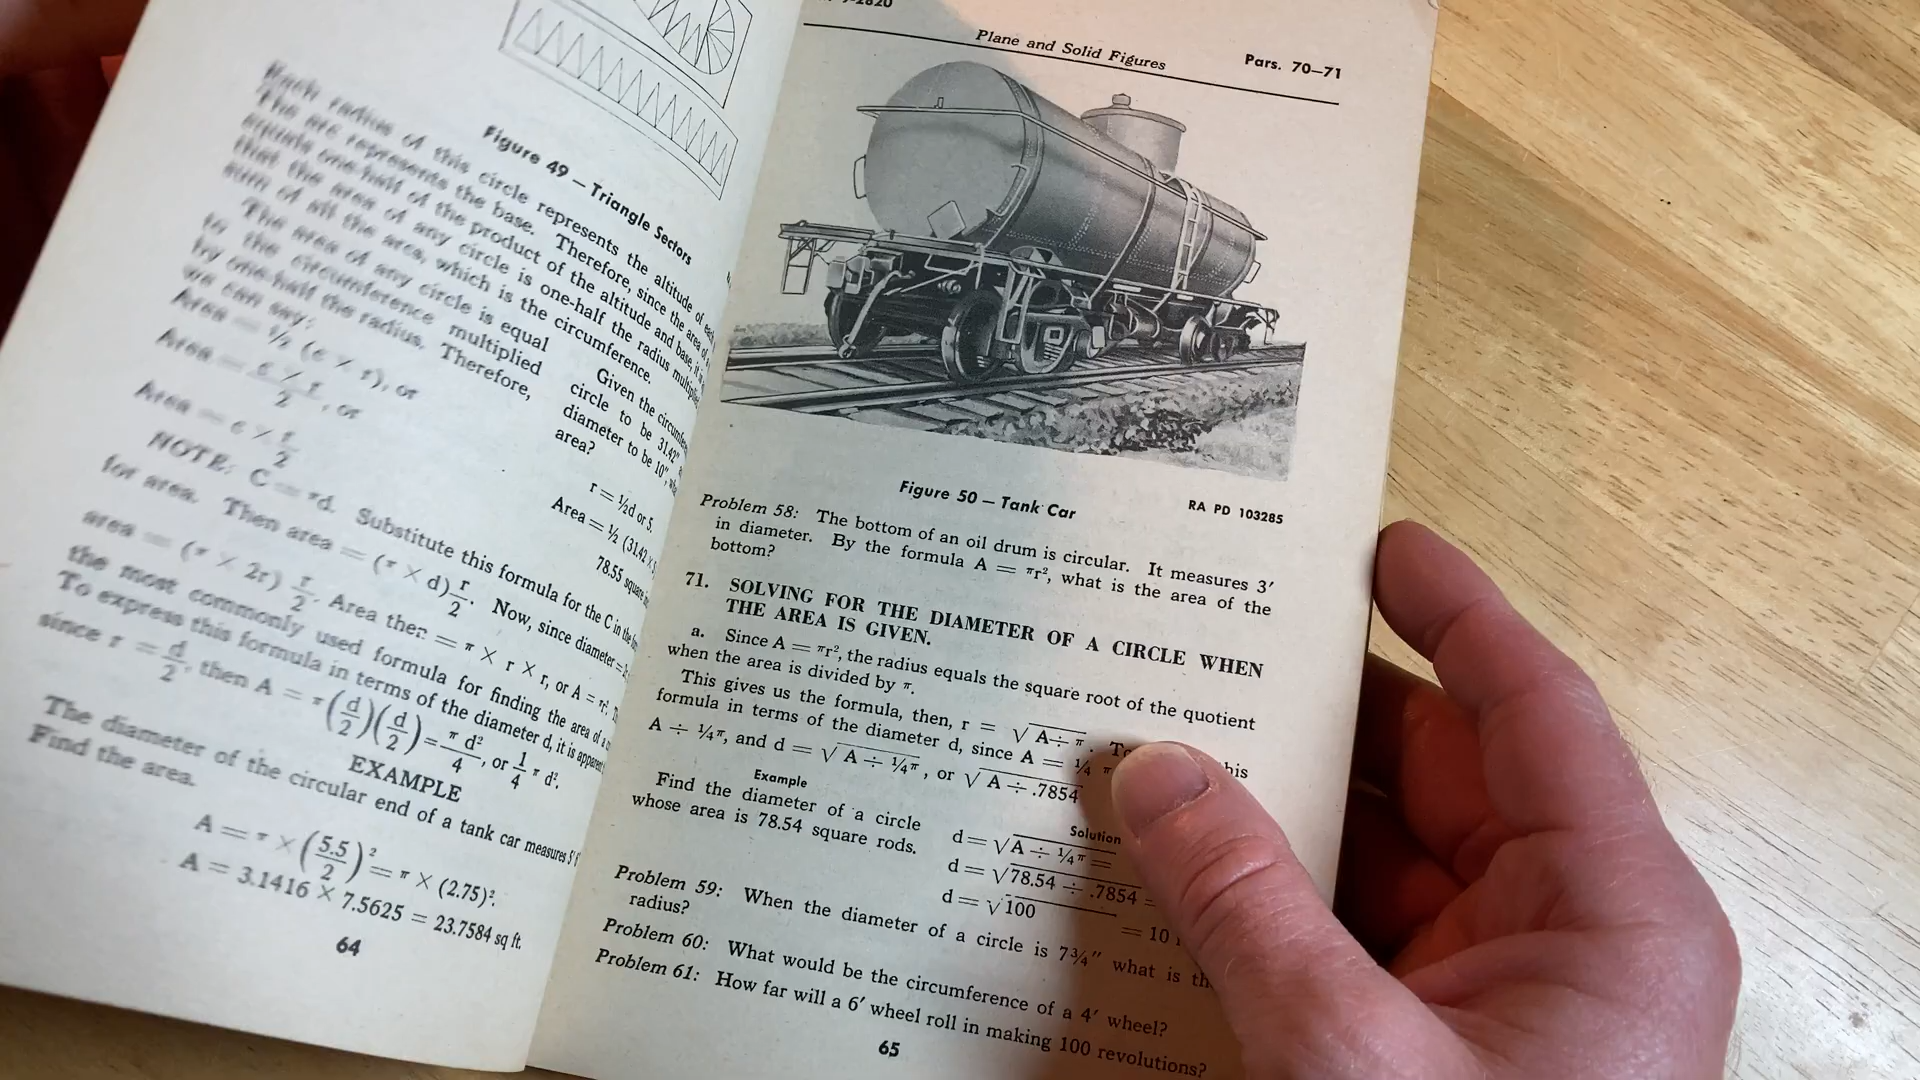 Figure 49 — Triangle Sectors
Each radius of this circle represents the altitude of each
The arc represents the base. Therefore, since the area of
equals one-half of the product of the altitude and base, it is
that the area of any circle is one-half the radius multiplied
sum of all the arcs, which is the circumference.
The area of any circle is equal
to the circumference multiplied
by one-half the radius. Therefore,
we can say:
Area = ½ (c × r), or
Area = c × r / 2, or
Area = c × r / 2
Given the circumference
circle to be 31.42"
diameter to be 10",
area?
r = ½d or 5.
Area = ½ (31.42 × 5
78.55 square
NOTE: C = πd. Substitute this formula for the C in the
for area. Then area = (π × d) r/2. Now, since diameter =
area = (π × 2r) r/2. Area then = π × r × r, or A = πr².
the most commonly used formula for finding the area of a
To express this formula in terms of the diameter d, it is apparent
since r = d/2, then A = π(d/2)(d/2) = π d²/4, or 1/4 π d².
EXAMPLE
The diameter of the circular end of a tank car measures 5'
Find the area.
A = π × (5.5/2)² = π × (2.75)².
A = 3.1416 × 7.5625 = 23.7584 sq ft.
64
-2820
Plane and Solid Figures
Pars. 70–71
Figure 50 — Tank Car
RA PD 103285
Problem 58: The bottom of an oil drum is circular. It measures 3′
in diameter. By the formula A = πr², what is the area of the
bottom?
71. SOLVING FOR THE DIAMETER OF A CIRCLE WHEN
THE AREA IS GIVEN.
a. Since A = πr², the radius equals the square root of the quotient
when the area is divided by π.
This gives us the formula, then, r = √A ÷ π. To
formula in terms of the diameter d, since A = ¼ π
A ÷ ¼π, and d = √A ÷ ¼π, or √A ÷ .7854
Example
Find the diameter of a circle
whose area is 78.54 square rods.
Solution
d = √A ÷ ¼π =
d = √78.54 ÷ .7854 =
d = √100
= 10
Problem 59: When the diameter of a circle is 7¾″ what is
radius?
Problem 60: What would be the circumference of a 4′ wheel?
Problem 61: How far will a 6′ wheel roll in making 100 revolutions?
65